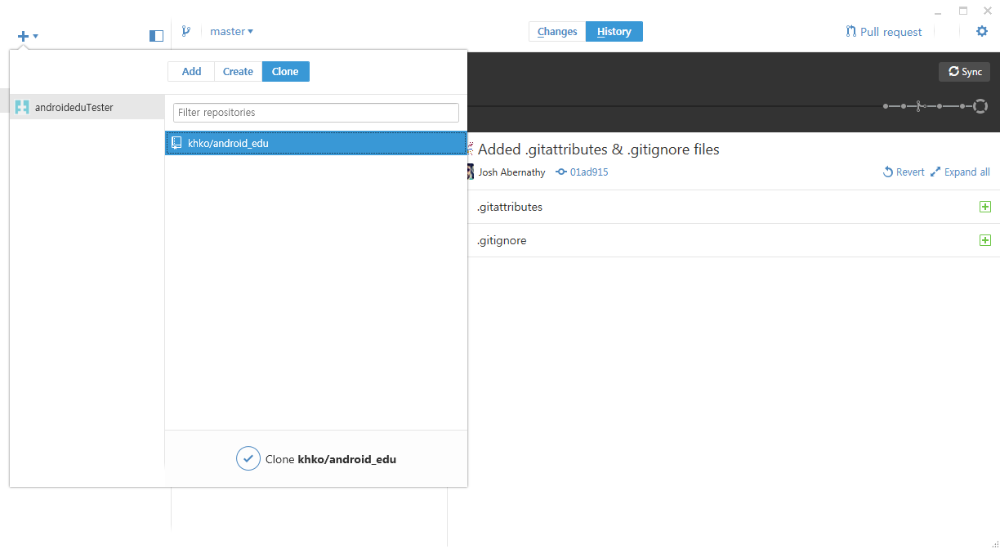 master
Changes
History
Pull request
Add
Create
Clone
Sync
androideduTester
Filter repositories
khko/android_edu
Added .gitattributes & .gitignore files
Josh Abernathy
01ad915
Revert
Expand all
.gitattributes
.gitignore
Clone khko/android_edu